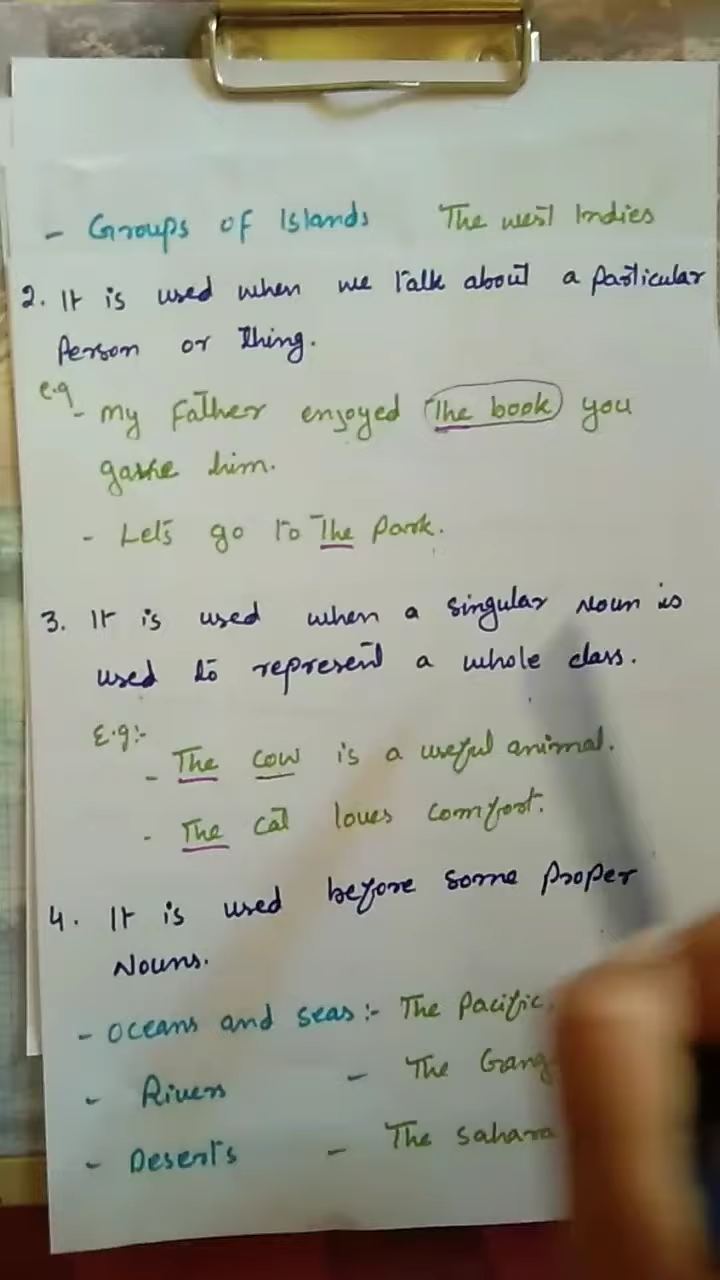 - Groups of Islands The west Indies
2. It is used when we talk about a particular
Person or thing.
e.g
- my father enjoyed the book you
gave him.
- Let's go to the park.
3. It is used when a singular Noun is
used to represent a whole class.
E.g:-
- The cow is a useful animal.
- The cat loves comfort.
4. It is used before some proper
Nouns.
- Oceans and seas:- The pacific,
- Rivers - The Gang
- Deserts - The sahara